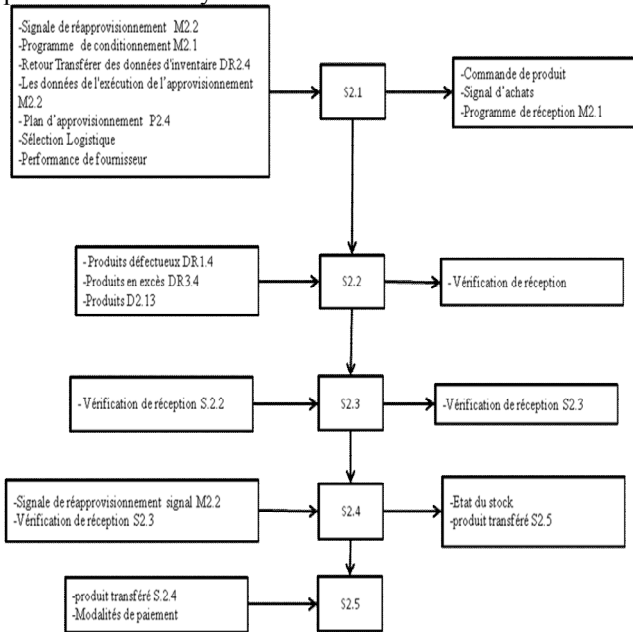 -Signale de réapprovisionnement M2.2
-Programme de conditionnement M2.1
-Retour Transférer des données d'inventaire DR2.4
-Les données de l'exécution de l'approvisionnement
M2.2
-Plan d'approvisionnement P2.4
-Sélection Logistique
-Performance de fournisseur
S2.1
-Commande de produit
-Signal d'achats
-Programme de réception M2.1
-Produits défectueux DR1.4
-Produits en excès DR3.4
-Produits D2.13
S2.2
-Vérification de réception
-Vérification de réception S.2.2
S2.3
-Vérification de réception S2.3
-Signale de réapprovisionnement signal M2.2
-Vérification de réception S2.3
S2.4
-Etat du stock
-produit transféré S2.5
-produit transféré S.2.4
-Modalités de paiement
S2.5